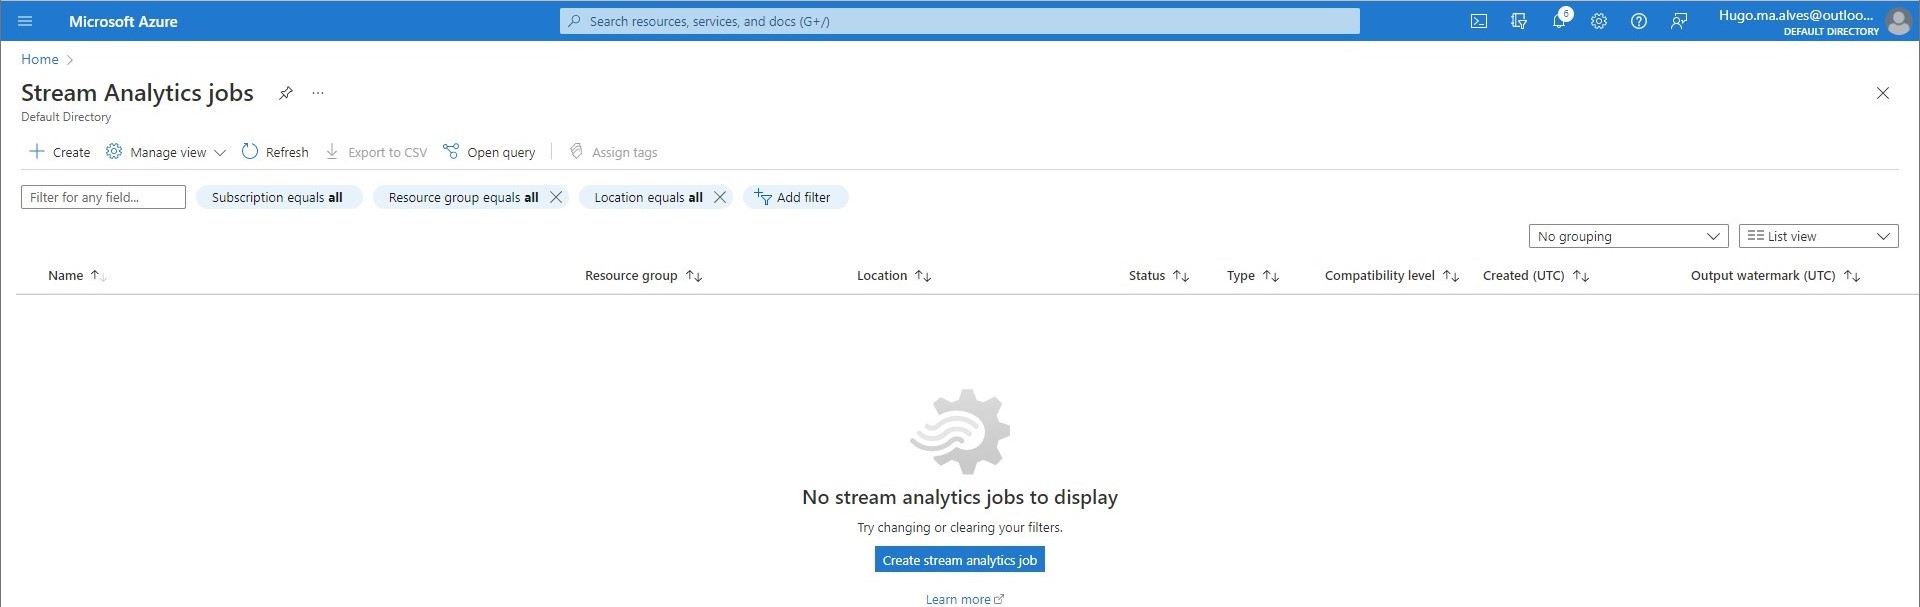 Microsoft Azure
Search resources, services, and docs (G+/)
6
Hugo.ma.alves@outloo...
DEFAULT DIRECTORY
Home
Stream Analytics jobs
Default Directory
Create Manage view Refresh Export to CSV Open query Assign tags
Filter for any field... Subscription equals all Resource group equals all Location equals all Add filter
No grouping List view
Name Resource group Location Status Type Compatibility level Created (UTC) Output watermark (UTC)
No stream analytics jobs to display
Try changing or clearing your filters.
Create stream analytics job
Learn more